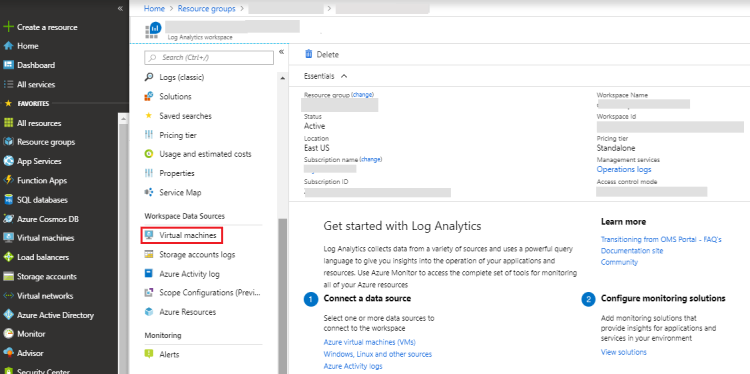 Create a resource
Home
Dashboard
All services
FAVORITES
All resources
Resource groups
App Services
Function Apps
SQL databases
Azure Cosmos DB
Virtual machines
Load balancers
Storage accounts
Virtual networks
Azure Active Directory
Monitor
Advisor
Security Center
Home > Resource groups > >
Log Analytics workspace
Search (Ctrl+/)
Logs (classic)
Solutions
Saved searches
Pricing tier
Usage and estimated costs
Properties
Service Map
Workspace Data Sources
Virtual machines
Storage accounts logs
Azure Activity log
Scope Configurations (Previ...
Azure Resources
Monitoring
Alerts
Delete
Essentials
Resource group (change)
Status
Active
Location
East US
Subscription name (change)
Subscription ID
Workspace Name
Workspace Id
Pricing tier
Standalone
Management services
Operations logs
Access control mode
Get started with Log Analytics
Log Analytics collects data from a variety of sources and uses a powerful query
language to give you insights into the operation of your applications and
resources. Use Azure Monitor to access the complete set of tools for monitoring
all of your Azure resources
1 Connect a data source
Select one or more data sources to
connect to the workspace
Azure virtual machines (VMs)
Windows, Linux and other sources
Azure Activity logs
Learn more
Transitioning from OMS Portal - FAQ's
Documentation site
Community
2 Configure monitoring solutions
Add monitoring solutions that
provide insights for applications and
services in your environment
View solutions